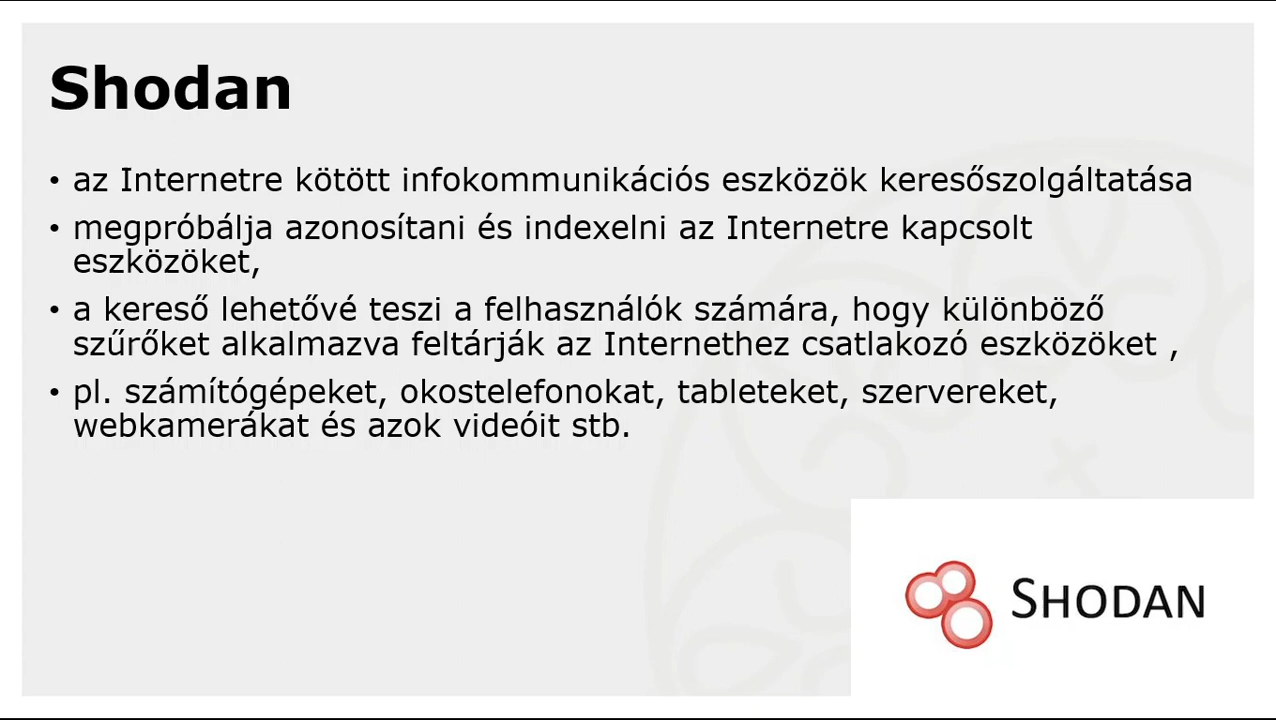 Shodan
• az Internetre kötött infokommunikációs eszközök keresőszolgáltatása
• megpróbálja azonosítani és indexelni az Internetre kapcsolt
eszközöket,
• a kereső lehetővé teszi a felhasználók számára, hogy különböző
szűrőket alkalmazva feltárják az Internethez csatlakozó eszközöket ,
• pl. számítógépeket, okostelefonokat, tableteket, szervereket,
webkamerákat és azok videóit stb.
SHODAN